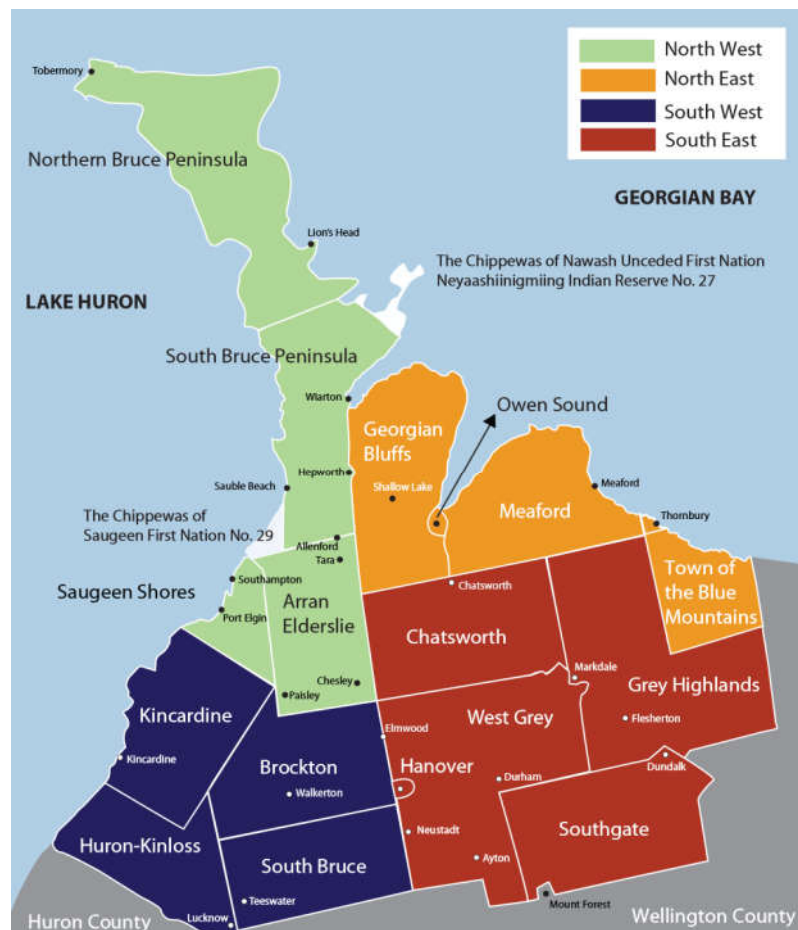 North West
North East
South West
South East
Tobermory
Northern Bruce Peninsula
GEORGIAN BAY
Lion's Head
The Chippewas of Nawash Unceded First Nation
Neyaashiinigmiing Indian Reserve No. 27
LAKE HURON
South Bruce Peninsula
Wiarton
Owen Sound
Georgian
Bluffs
Hepworth
Shallow Lake
Sauble Beach
Meaford
Meaford
The Chippewas of
Saugeen First Nation No. 29
Thornbury
Allenford
Tara
Southampton
Saugeen Shores
Port Elgin
Arran
Elderslie
Chatsworth
Chatsworth
Town of
the Blue
Mountains
Chesley
Paisley
Markdale
Grey Highlands
Flesherton
Kincardine
Kincardine
Elmwood
West Grey
Brockton
Walkerton
Hanover
Durham
Dundalk
Huron-Kinloss
South Bruce
Neustadt
Ayton
Southgate
Teeswater
Lucknow
Mount Forest
Huron County
Wellington County